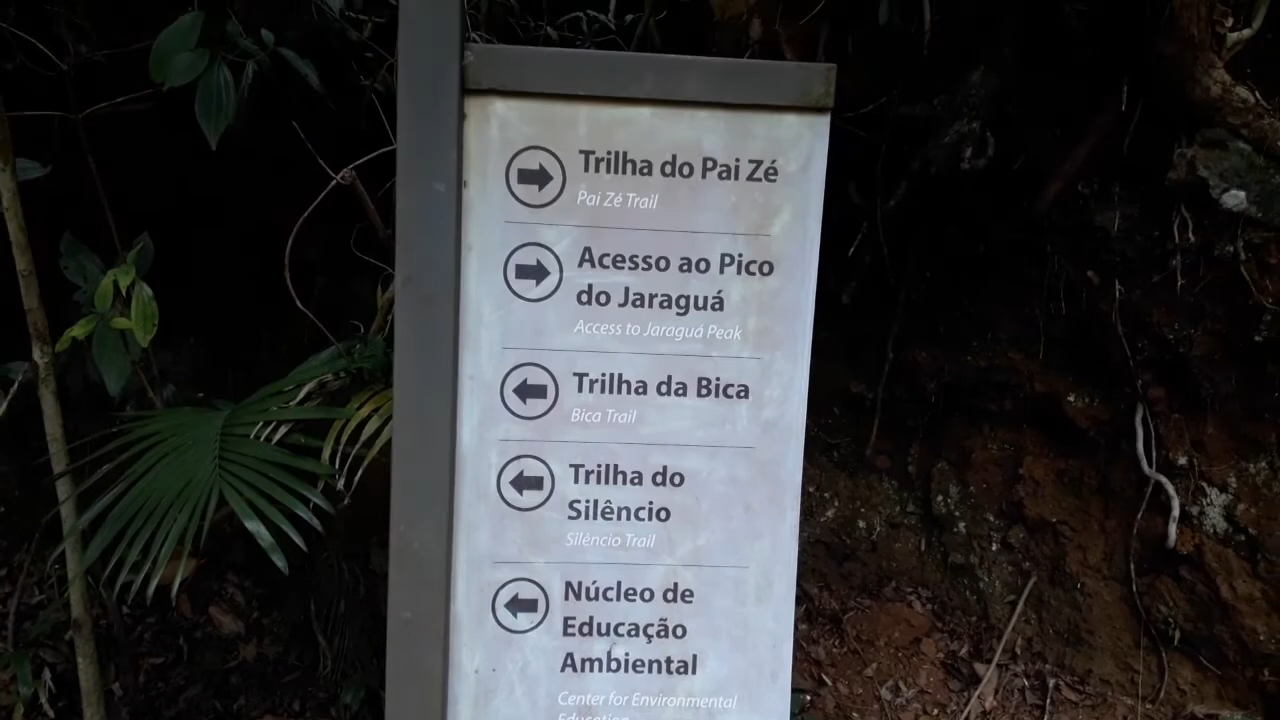 Trilha do Pai Zé
Pai Zé Trail
Acesso ao Pico
do Jaraguá
Access to Jaraguá Peak
Trilha da Bica
Bica Trail
Trilha do
Silêncio
Silêncio Trail
Núcleo de
Educação
Ambiental
Center for Environmental
Education